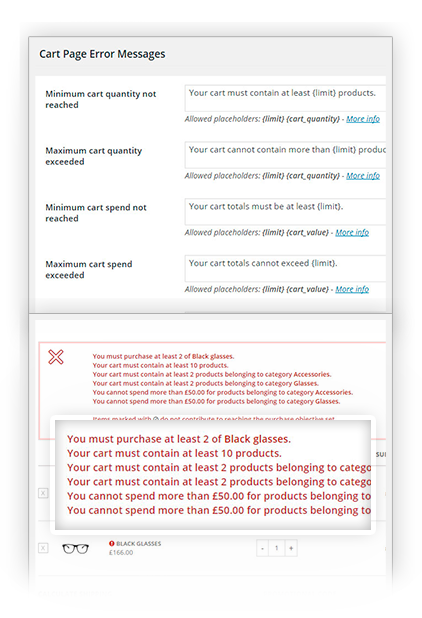 Cart Page Error Messages
Minimum cart quantity not
reached
Your cart must contain at least {limit} products.
Allowed placeholders: {limit} {cart_quantity} - More info
Maximum cart quantity
exceeded
Your cart cannot contain more than {limit} produc
Allowed placeholders: {limit} {cart_quantity} - More info
Minimum cart spend not
reached
Your cart totals must be at least {limit}.
Allowed placeholders: {limit} {cart_value} - More info
Maximum cart spend
exceeded
Your cart totals cannot exceed {limit}.
Allowed placeholders: {limit} {cart_value} - More info
You must purchase at least 2 of Black glasses.
Your cart must contain at least 10 products.
Your cart must contain at least 2 products belonging to category Accessories.
Your cart must contain at least 2 products belonging to category Glasses.
You cannot spend more than £50.00 for products belonging to category Accessories.
You cannot spend more than £50.00 for products belonging to category Glasses.
Items marked with do not contribute to reaching the purchase objective set
You must purchase at least 2 of Black glasses.
Your cart must contain at least 10 products.
Your cart must contain at least 2 products belonging to catego
Your cart must contain at least 2 products belonging to catego
You cannot spend more than £50.00 for products belonging to
You cannot spend more than £50.00 for products belonging to
SU
X
X
BLACK GLASSES
£166.00
- 1 +